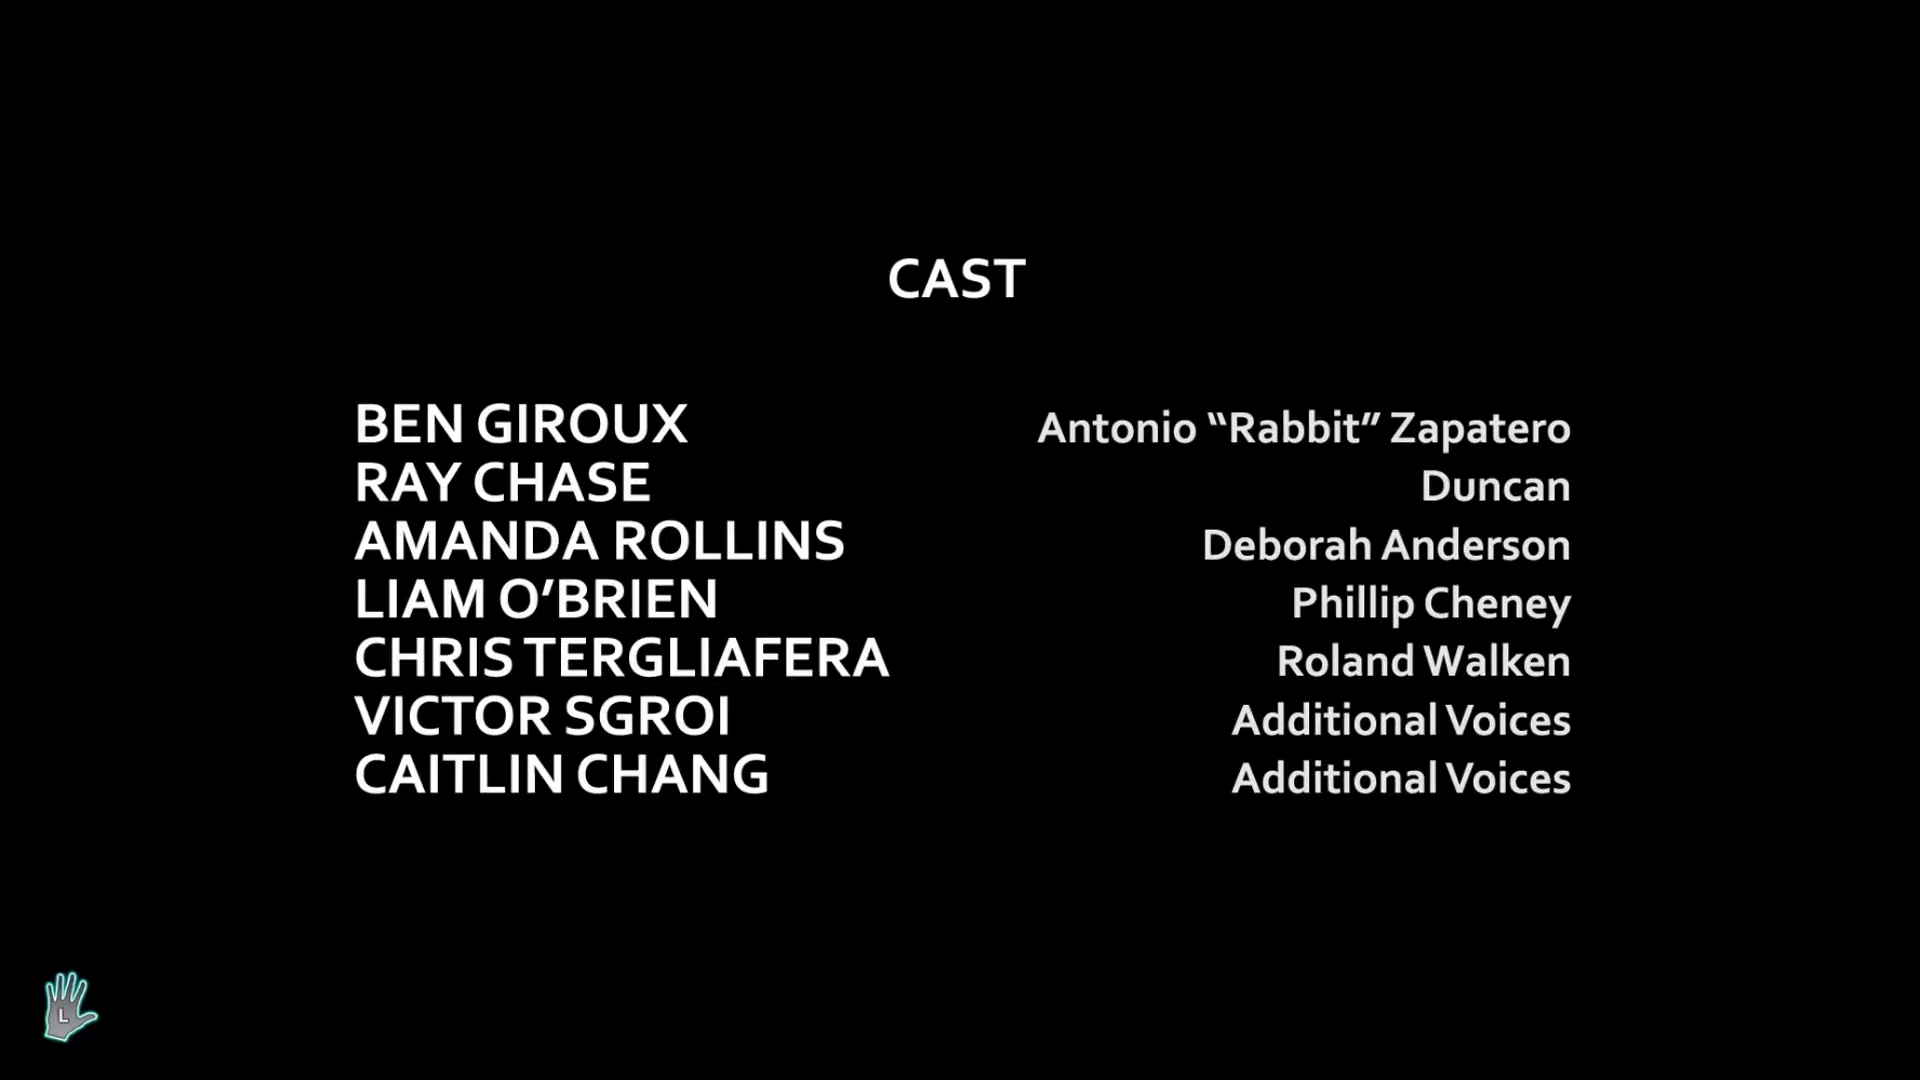 CAST
BEN GIROUX Antonio “Rabbit” Zapatero
RAY CHASE Duncan
AMANDA ROLLINS Deborah Anderson
LIAM O’BRIEN Phillip Cheney
CHRIS TERGLIAFERA Roland Walken
VICTOR SGROI Additional Voices
CAITLIN CHANG Additional Voices
L